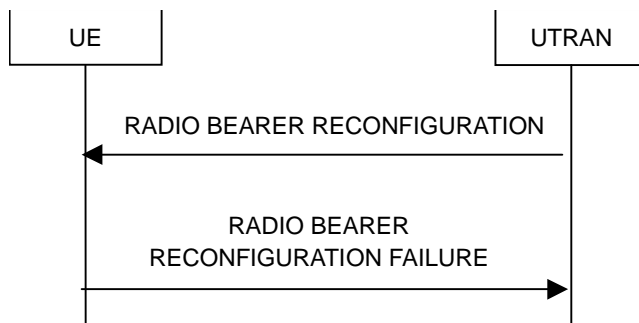 UE
UTRAN
RADIO BEARER RECONFIGURATION
RADIO BEARER
RECONFIGURATION FAILURE